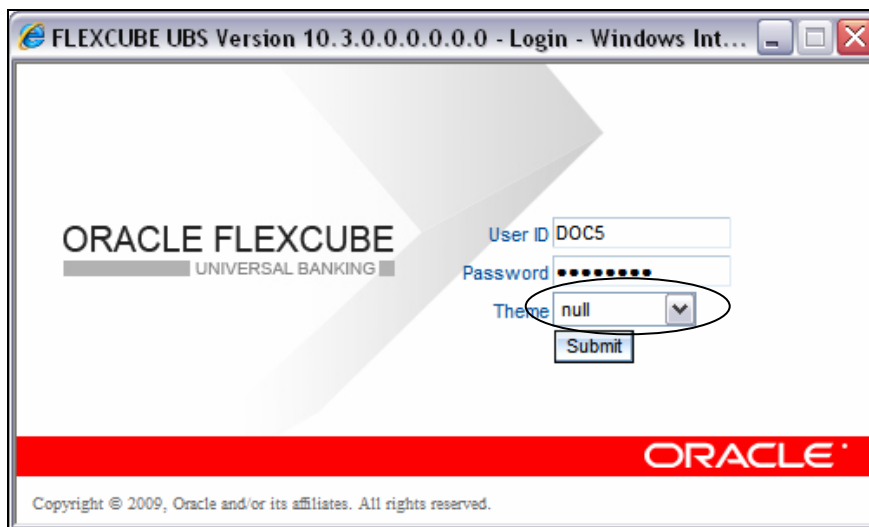 FLEXCUBE UBS Version 10.3.0.0.0.0.0.0 - Login - Windows Int...
ORACLE FLEXCUBE
UNIVERSAL BANKING
User ID DOC5
Password ●●●●●●●●
Theme null
Submit
ORACLE
Copyright © 2009, Oracle and/or its affiliates. All rights reserved.